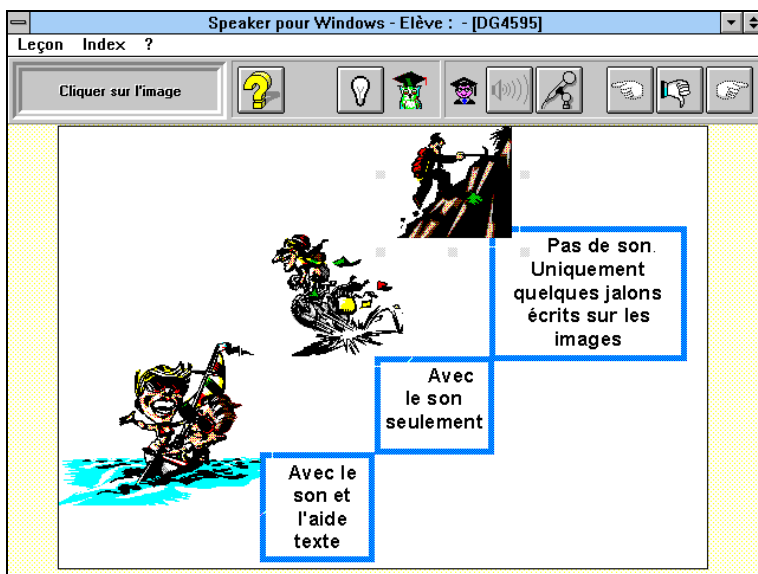 Speaker pour Windows - Elève : - [DG4595]
Leçon Index ?
Cliquer sur l'image
Pas de son.
Uniquement
quelques jalons
écrits sur les
images
Avec
le son
seulement
Avec le
son et
l'aide
texte